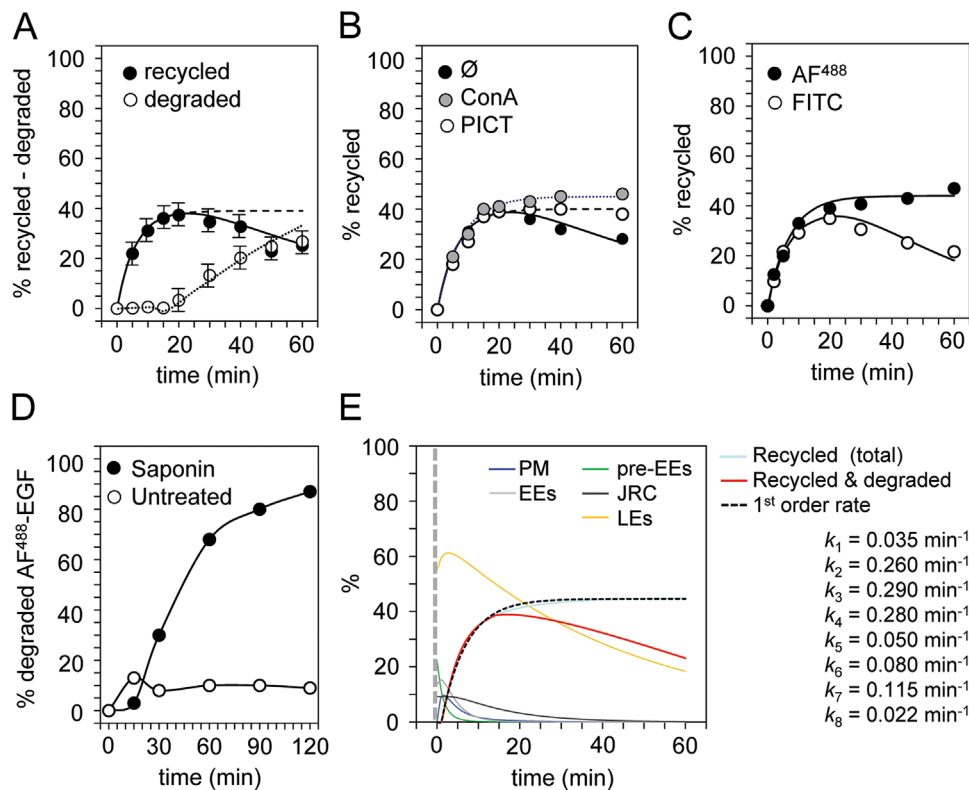 A
% recycled - degraded
100
80
60
40
20
0
recycled
degraded
0 20 40 60
time (min)
B
% recycled
100
80
60
40
20
0
Ø
ConA
PICT
0 20 40 60
time (min)
C
% recycled
100
80
60
40
20
0
AF⁴⁸⁸
FITC
0 20 40 60
time (min)
D
% degraded AF⁴⁸⁸-EGF
100
80
60
40
20
0
Saponin
Untreated
0 30 60 90 120
time (min)
E
%
100
80
60
40
20
0
PM
EEs
pre-EEs
JRC
LEs
0 20 40 60
time (min)
Recycled (total)
Recycled & degraded
1ˢᵗ order rate
k₁ = 0.035 min⁻¹
k₂ = 0.260 min⁻¹
k₃ = 0.290 min⁻¹
k₄ = 0.280 min⁻¹
k₅ = 0.050 min⁻¹
k₆ = 0.080 min⁻¹
k₇ = 0.115 min⁻¹
k₈ = 0.022 min⁻¹